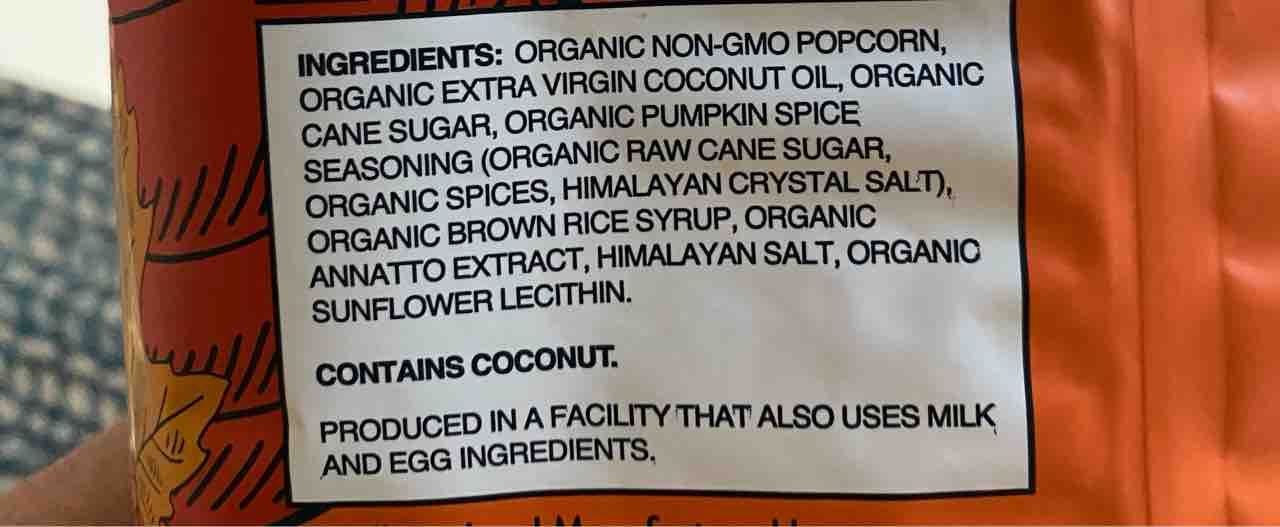 INGREDIENTS: ORGANIC NON-GMO POPCORN,
ORGANIC EXTRA VIRGIN COCONUT OIL, ORGANIC
CANE SUGAR, ORGANIC PUMPKIN SPICE
SEASONING (ORGANIC RAW CANE SUGAR,
ORGANIC SPICES, HIMALAYAN CRYSTAL SALT),
ORGANIC BROWN RICE SYRUP, ORGANIC
ANNATTO EXTRACT, HIMALAYAN SALT, ORGANIC
SUNFLOWER LECITHIN.
CONTAINS COCONUT.
PRODUCED IN A FACILITY THAT ALSO USES MILK
AND EGG INGREDIENTS.